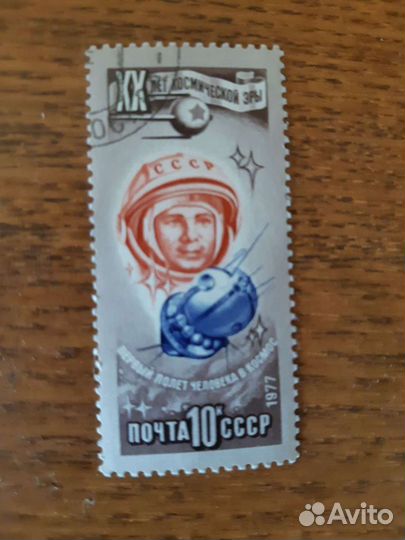 XX ЛЕТ КОСМИЧЕСКОЙ ЭРЫ
СССР
ПЕРВЫЙ ПОЛЕТ ЧЕЛОВЕКА В КОСМОС
1977
ПОЧТА 10К СССР
Avito